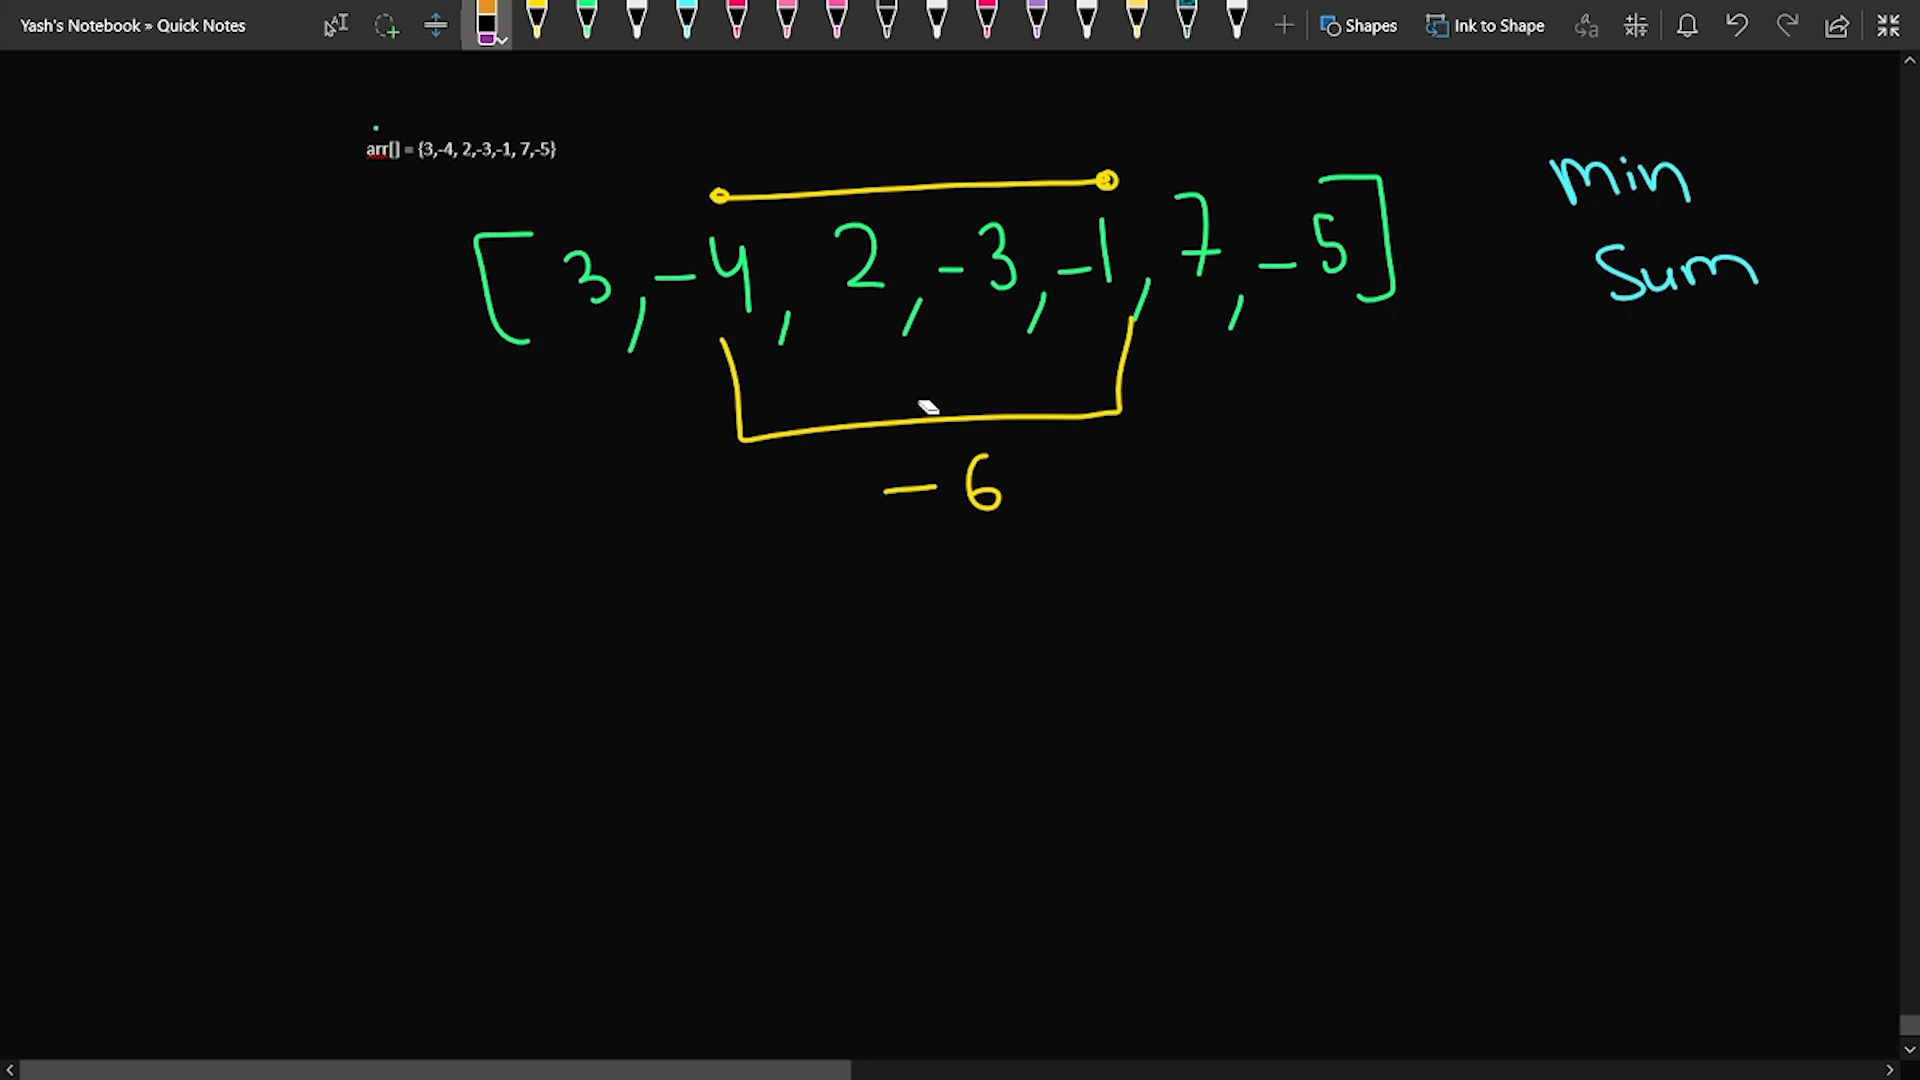 Yash's Notebook » Quick Notes
Shapes
Ink to Shape
arr[] = {3,-4, 2,-3,-1, 7,-5}
[3, -4, 2, -3, -1, 7, -5]
min
Sum
-6